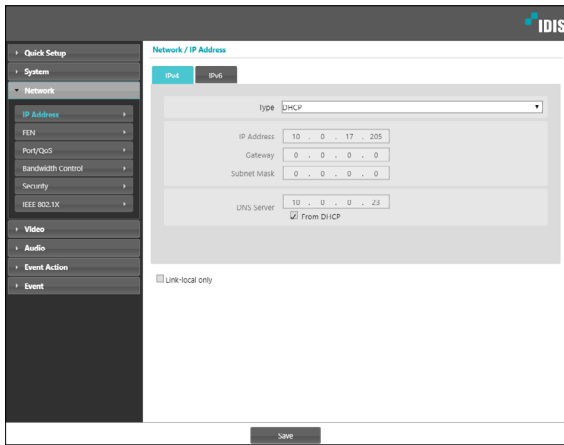 IDIS
Quick Setup
System
Network
IP Address
FEN
Port/QoS
Bandwidth Control
Security
IEEE 802.1X
Video
Audio
Event Action
Event
Network / IP Address
IPv4 IPv6
Type DHCP
IP Address 10 . 0 . 17 . 205
Gateway 0 . 0 . 0 . 0
Subnet Mask 0 . 0 . 0 . 0
DNS Server 10 . 0 . 0 . 23
From DHCP
Link-local only
Save